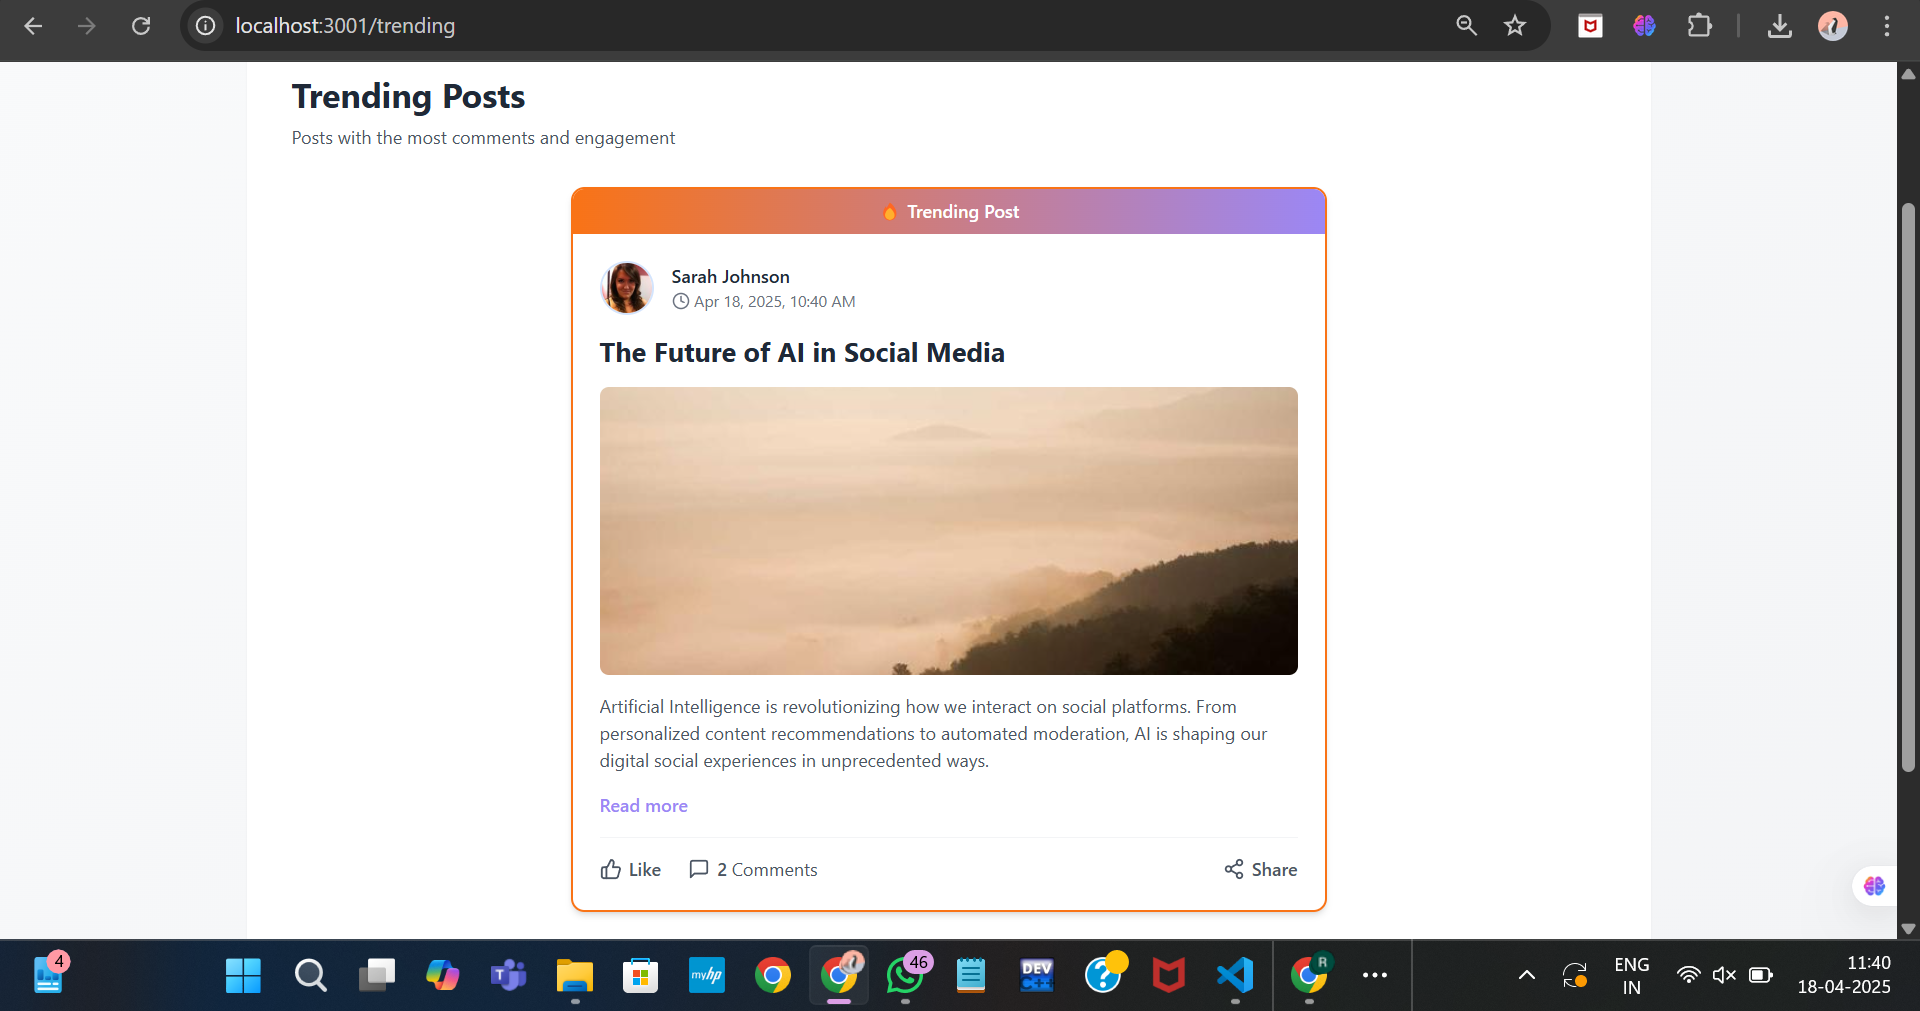 localhost:3001/trending
Trending Posts
Posts with the most comments and engagement
🔥 Trending Post
Sarah Johnson
Apr 18, 2025, 10:40 AM
The Future of AI in Social Media
Artificial Intelligence is revolutionizing how we interact on social platforms. From
personalized content recommendations to automated moderation, AI is shaping our
digital social experiences in unprecedented ways.
Read more
Like
2 Comments
Share
4
T
myhp
46
DEV
C++
?
R
ENG
IN
11:40
18-04-2025